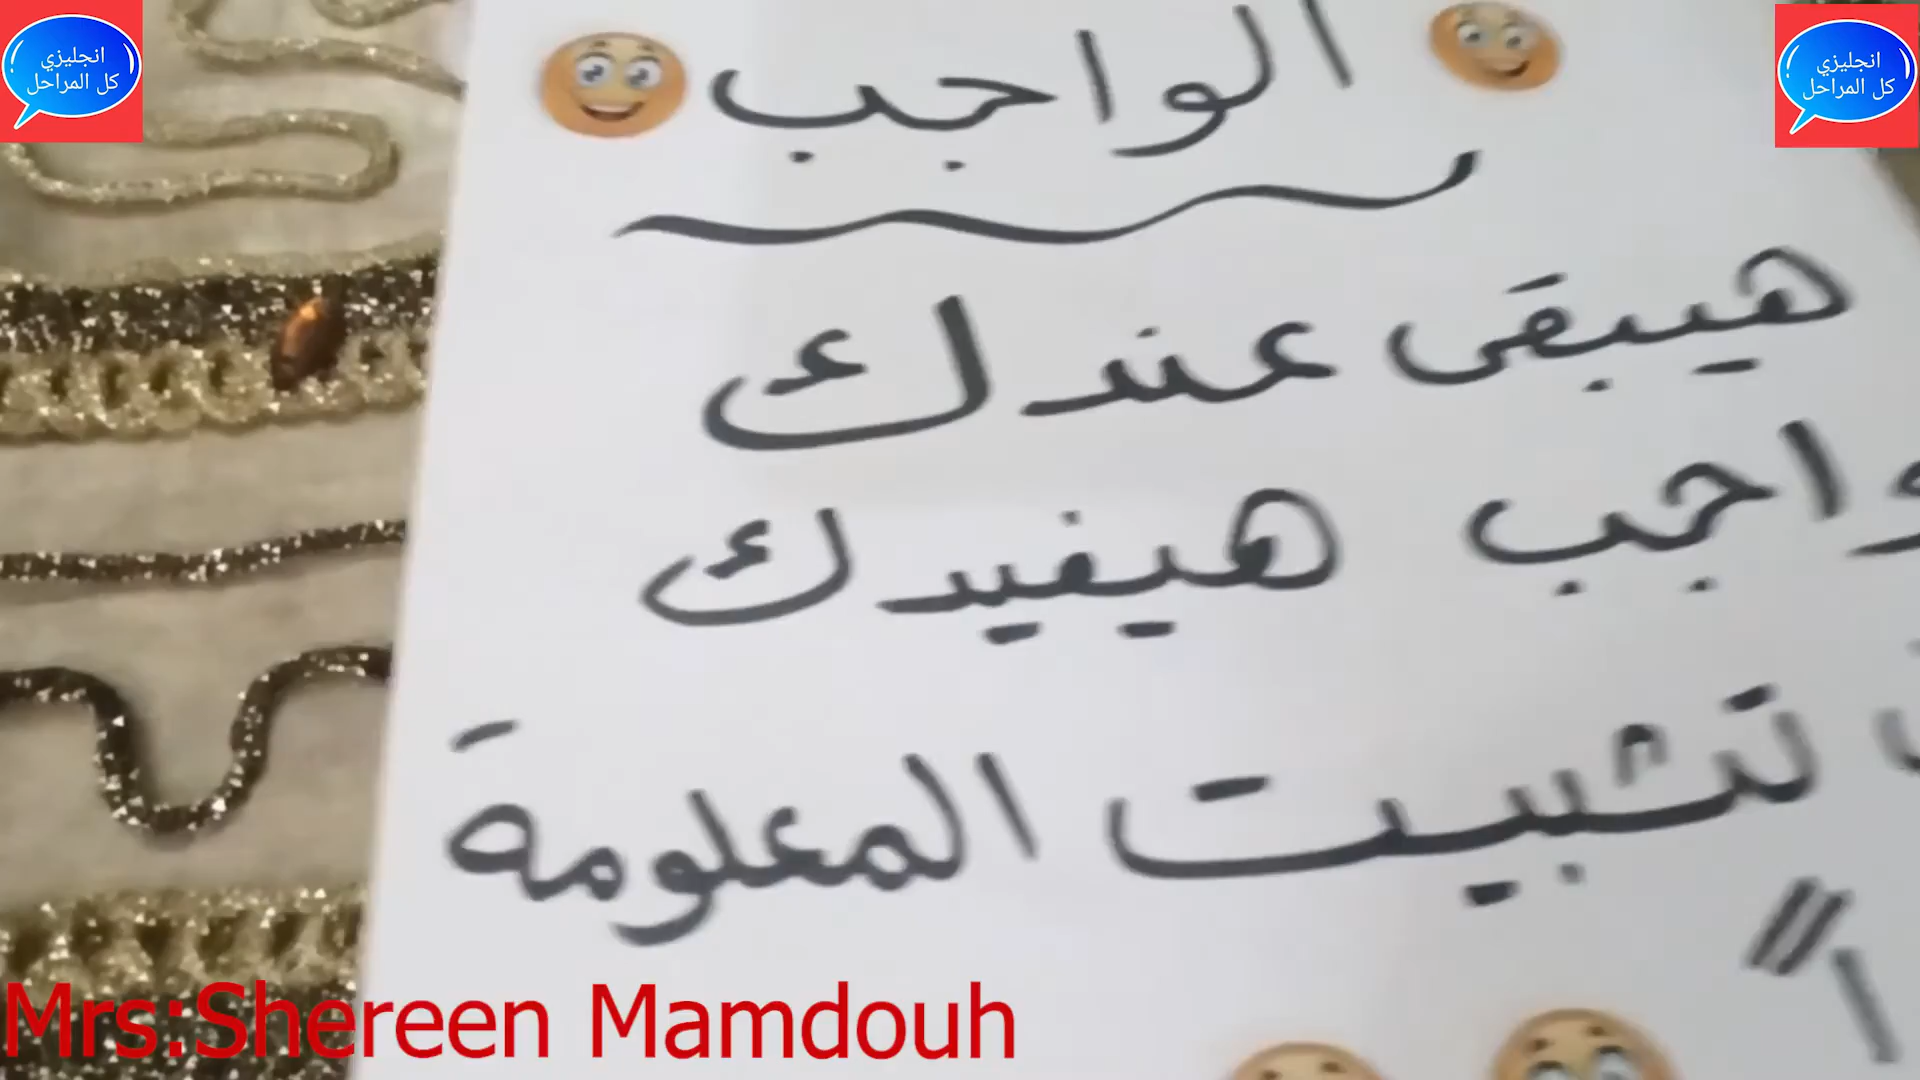 انجليزي
كل المراحل
انجليزي
كل المراحل
الواجب
هيبقى عندك
واجب هيفيدك
تثبيت المعلومة
Mrs:Shereen Mamdouh